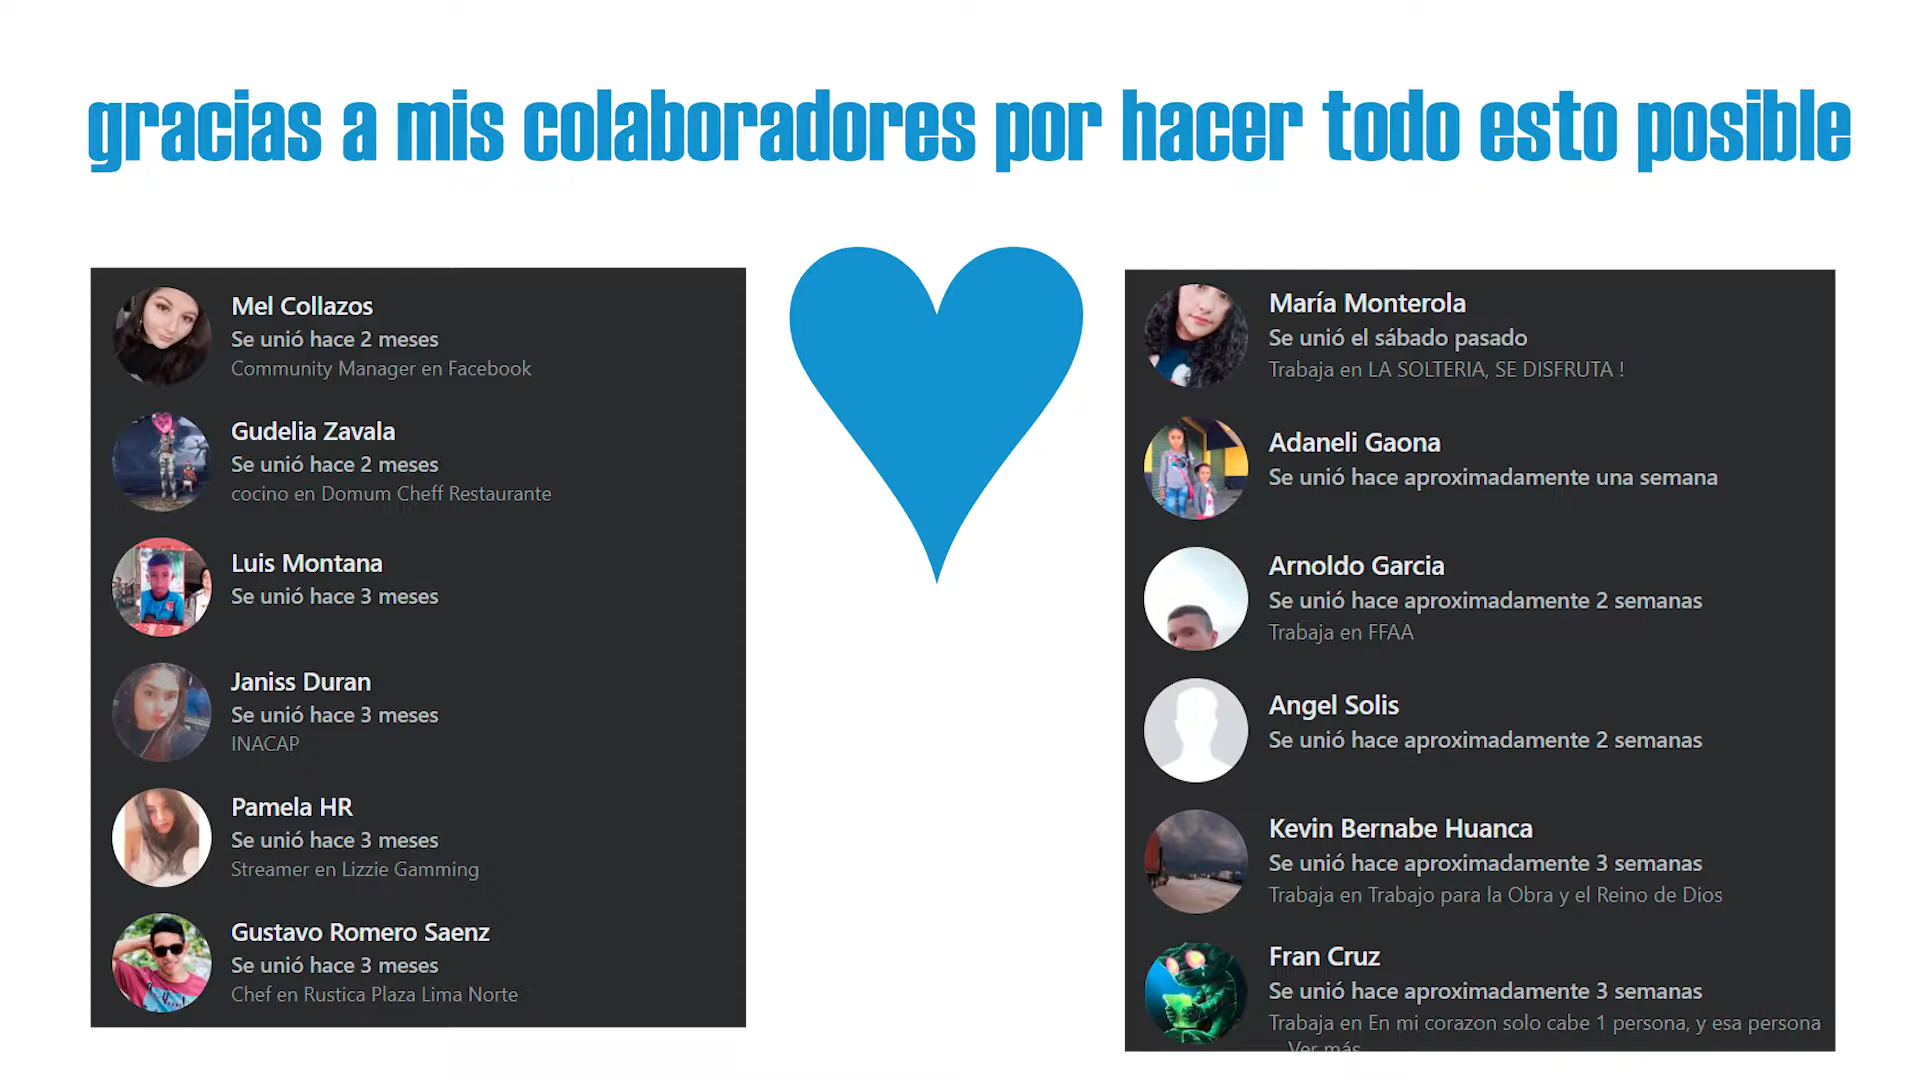 gracias a mis colaboradores por hacer todo esto posible
Mel Collazos
Se unió hace 2 meses
Community Manager en Facebook
Gudelia Zavala
Se unió hace 2 meses
cocino en Domum Cheff Restaurante
Luis Montana
Se unió hace 3 meses
Janiss Duran
Se unió hace 3 meses
INACAP
Pamela HR
Se unió hace 3 meses
Streamer en Lizzie Gamming
Gustavo Romero Saenz
Se unió hace 3 meses
Chef en Rustica Plaza Lima Norte
María Monterola
Se unió el sábado pasado
Trabaja en LA SOLTERIA, SE DISFRUTA !
Adaneli Gaona
Se unió hace aproximadamente una semana
Arnoldo Garcia
Se unió hace aproximadamente 2 semanas
Trabaja en FFAA
Angel Solis
Se unió hace aproximadamente 2 semanas
Kevin Bernabe Huanca
Se unió hace aproximadamente 3 semanas
Trabaja en Trabajo para la Obra y el Reino de Dios
Fran Cruz
Se unió hace aproximadamente 3 semanas
Trabaja en En mi corazon solo cabe 1 persona, y esa persona
Ver más